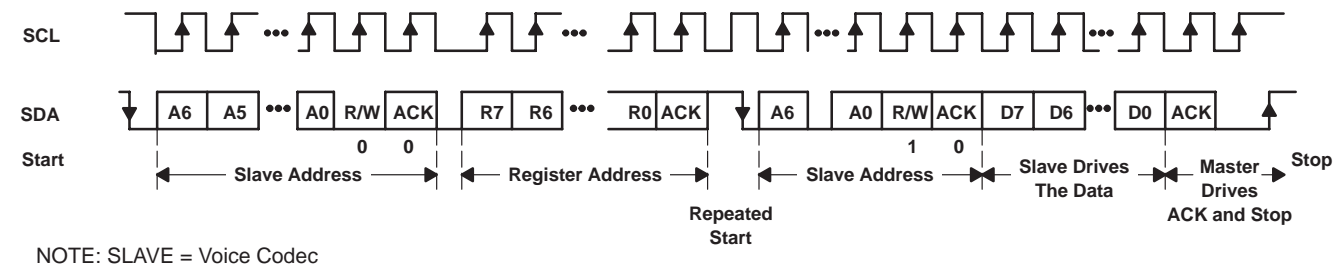 SCL
SDA A6 A5 A0 R/W ACK R7 R6 R0 ACK A6 A0 R/W ACK D7 D6 D0 ACK
0 0 1 0
Start Slave Address Register Address Slave Address Slave Drives The Data Master Drives ACK and Stop Stop
Repeated Start
NOTE: SLAVE = Voice Codec